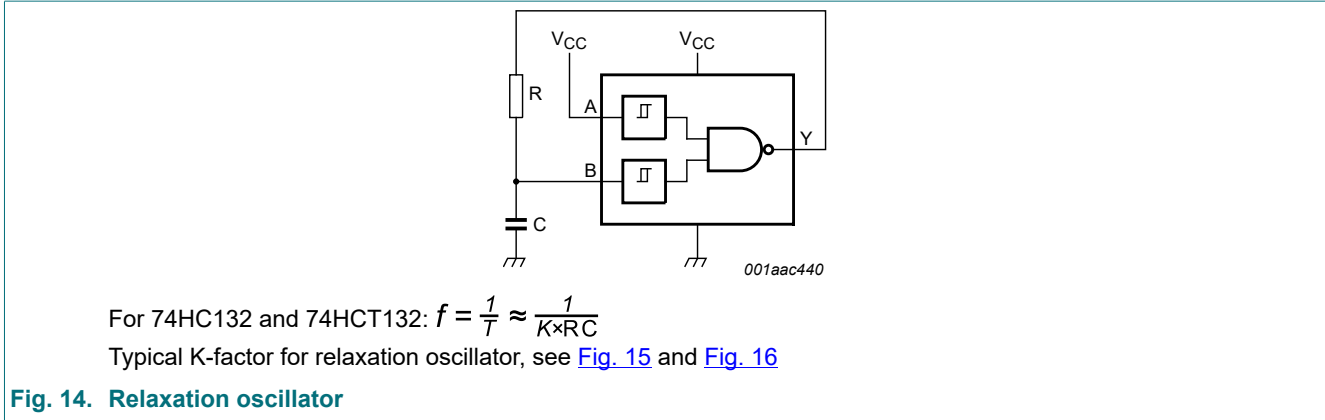 VCC VCC
R
A
B
Y
C
001aac440
For 74HC132 and 74HCT132: f = 1/T ≈ 1/K×RC
Typical K-factor for relaxation oscillator, see Fig. 15 and Fig. 16
Fig. 14. Relaxation oscillator